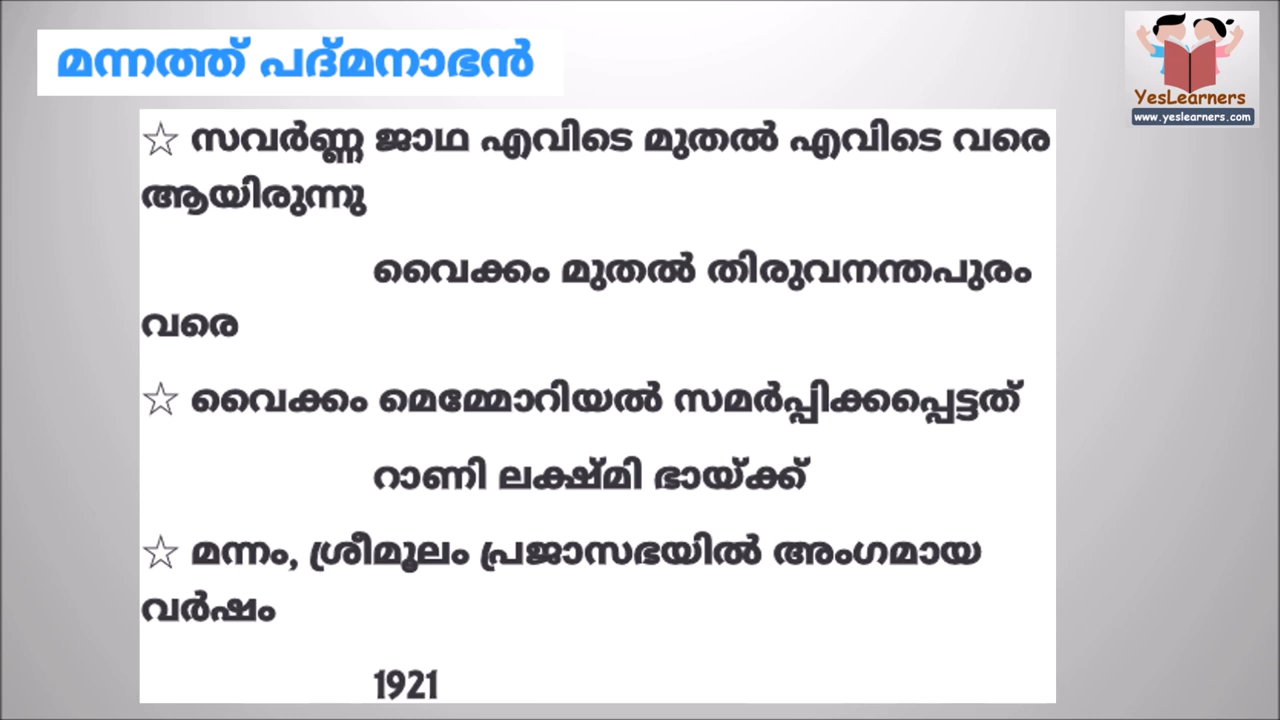 മന്നത്ത് പദ്മനാഭൻ
YesLearners
www.yeslearners.com
☆ സവർണ്ണ ജാഥ എവിടെ മുതൽ എവിടെ വരെ
ആയിരുന്നു
വൈക്കം മുതൽ തിരുവനന്തപുരം
വരെ
☆ വൈക്കം മെമ്മോറിയൽ സമർപ്പിക്കപ്പെട്ടത്
റാണി ലക്ഷ്മി ഭായ്ക്ക്
☆ മന്നം, ശ്രീമൂലം പ്രജാസഭയിൽ അംഗമായ
വർഷം
1921